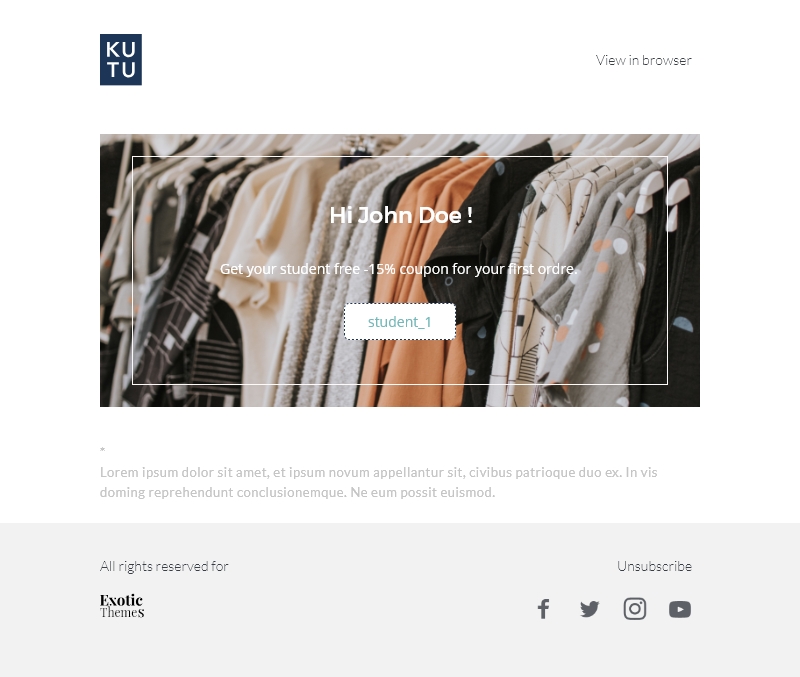 KU
TU
View in browser
Hi John Doe !
Get your student free -15% coupon for your first ordre.
student_1
*
Lorem ipsum dolor sit amet, et ipsum novum appellantur sit, civibus patrioque duo ex. In vis
doming reprehendunt conclusionemque. Ne eum possit euismod.
All rights reserved for
Unsubscribe
Exotic
Themes